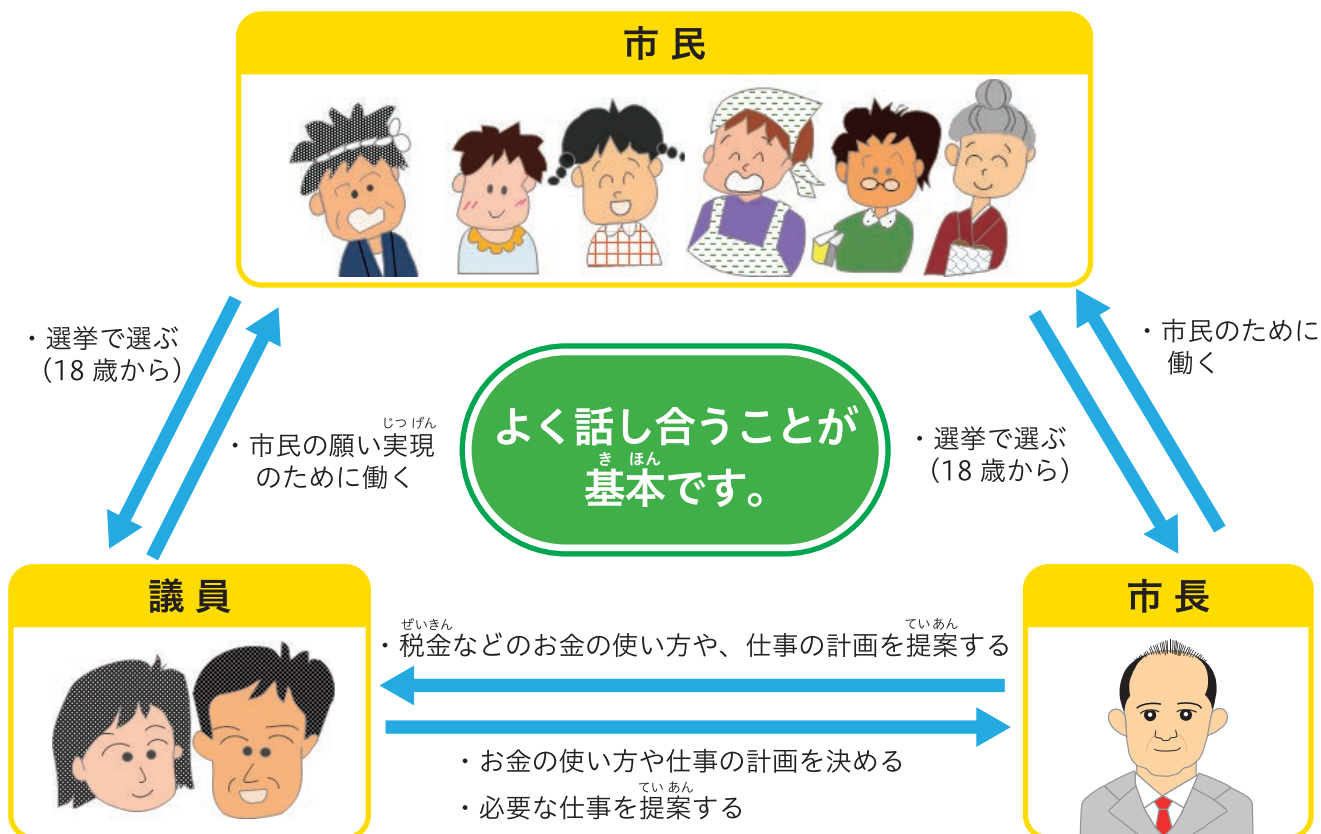 市民
・選挙で選ぶ
(18 歳から)
・市民の願い実現
じつ げん
のために働く
よく話し合うことが
き ほん
基本です。
・市民のために
働く
・選挙で選ぶ
(18 歳から)
議員
市長
ぜいきん ていあん
・税金などのお金の使い方や、仕事の計画を提案する
・お金の使い方や仕事の計画を決める
てい あん
・必要な仕事を提案する